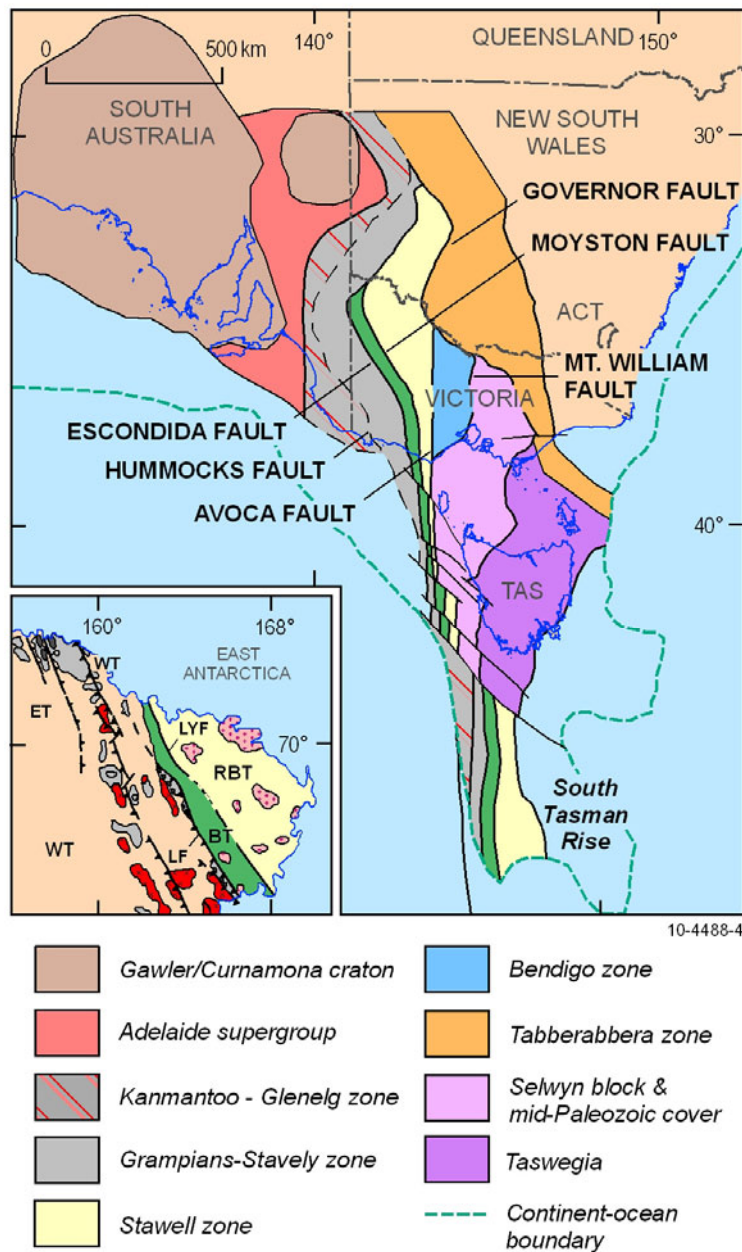 0 500 km
140°
150°
QUEENSLAND
SOUTH
AUSTRALIA
NEW SOUTH
WALES
30°
GOVERNOR FAULT
MOYSTON FAULT
ACT
MT. WILLIAM
FAULT
VICTORIA
ESCONDIDA FAULT
HUMMOCKS FAULT
AVOCA FAULT
40°
TAS
South
Tasman
Rise
160°
168°
EAST
ANTARCTICA
WT
ET
LYF
70°
RBT
WT
LF
BT
10-4488-4
Gawler/Curnamona craton
Adelaide supergroup
Kanmantoo - Glenelg zone
Grampians-Stavely zone
Stawell zone
Bendigo zone
Tabberabbera zone
Selwyn block &
mid-Paleozoic cover
Taswegia
Continent-ocean
boundary